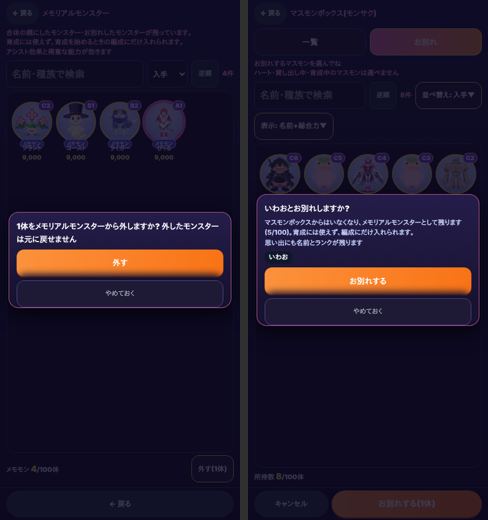 ← 戻る メモリアルモンスター
合体の親にしたモンスター・お別れしたモンスターが残っています。
育成には使えず、育成を始めるときの編成にだけ入れられます。
アシスト効果と得意な能力が効きます
名前・種族で検索 入手 逆順 4件
C2 S1 B2 A1
9,000 9,000 9,000 9,000
1体をメモリアルモンスターから外しますか? 外したモンスターは元に戻せません
外す
やめておく
メモモン 4/100体 外す(1体)
← 戻る
← 戻る マスモンボックス(モンサク)
一覧 お別れ
お別れするマスモンを選んでね
ハート・貸し出し中・育成中のマスモンは選べません
名前・種族で検索 逆順 8件 並べ替え: 入手▼
表示: 名前+総合力▼
C6 C5 C4 C3 C2
いわおとお別れしますか?
マスモンボックスからはいなくなり、メモリアルモンスターとして残ります
(5/100)。育成には使えず、編成にだけ入れられます。
思い出にも名前とランクが残ります
いわお
お別れする
やめておく
所持数 8/100体
キャンセル お別れする(1体)